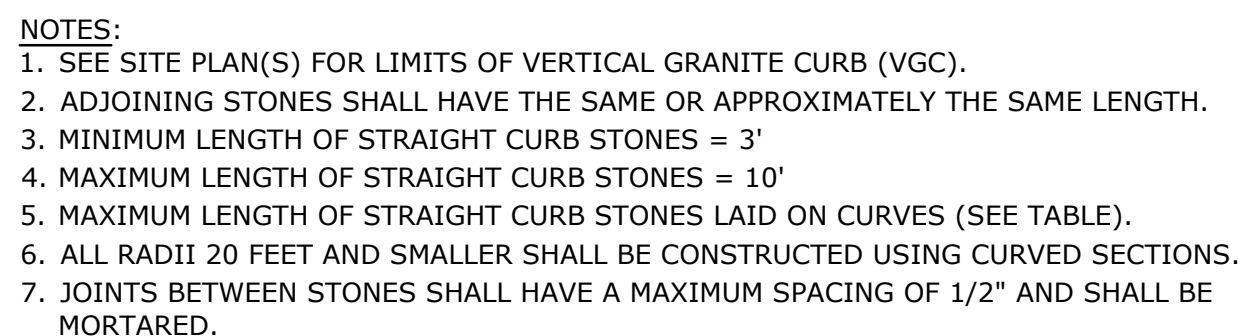 NOTES:
1. SEE SITE PLAN(S) FOR LIMITS OF VERTICAL GRANITE CURB (VGC).
2. ADJOINING STONES SHALL HAVE THE SAME OR APPROXIMATELY THE SAME LENGTH.
3. MINIMUM LENGTH OF STRAIGHT CURB STONES = 3'
4. MAXIMUM LENGTH OF STRAIGHT CURB STONES = 10'
5. MAXIMUM LENGTH OF STRAIGHT CURB STONES LAID ON CURVES (SEE TABLE).
6. ALL RADII 20 FEET AND SMALLER SHALL BE CONSTRUCTED USING CURVED SECTIONS.
7. JOINTS BETWEEN STONES SHALL HAVE A MAXIMUM SPACING OF 1/2" AND SHALL BE
MORTARED.